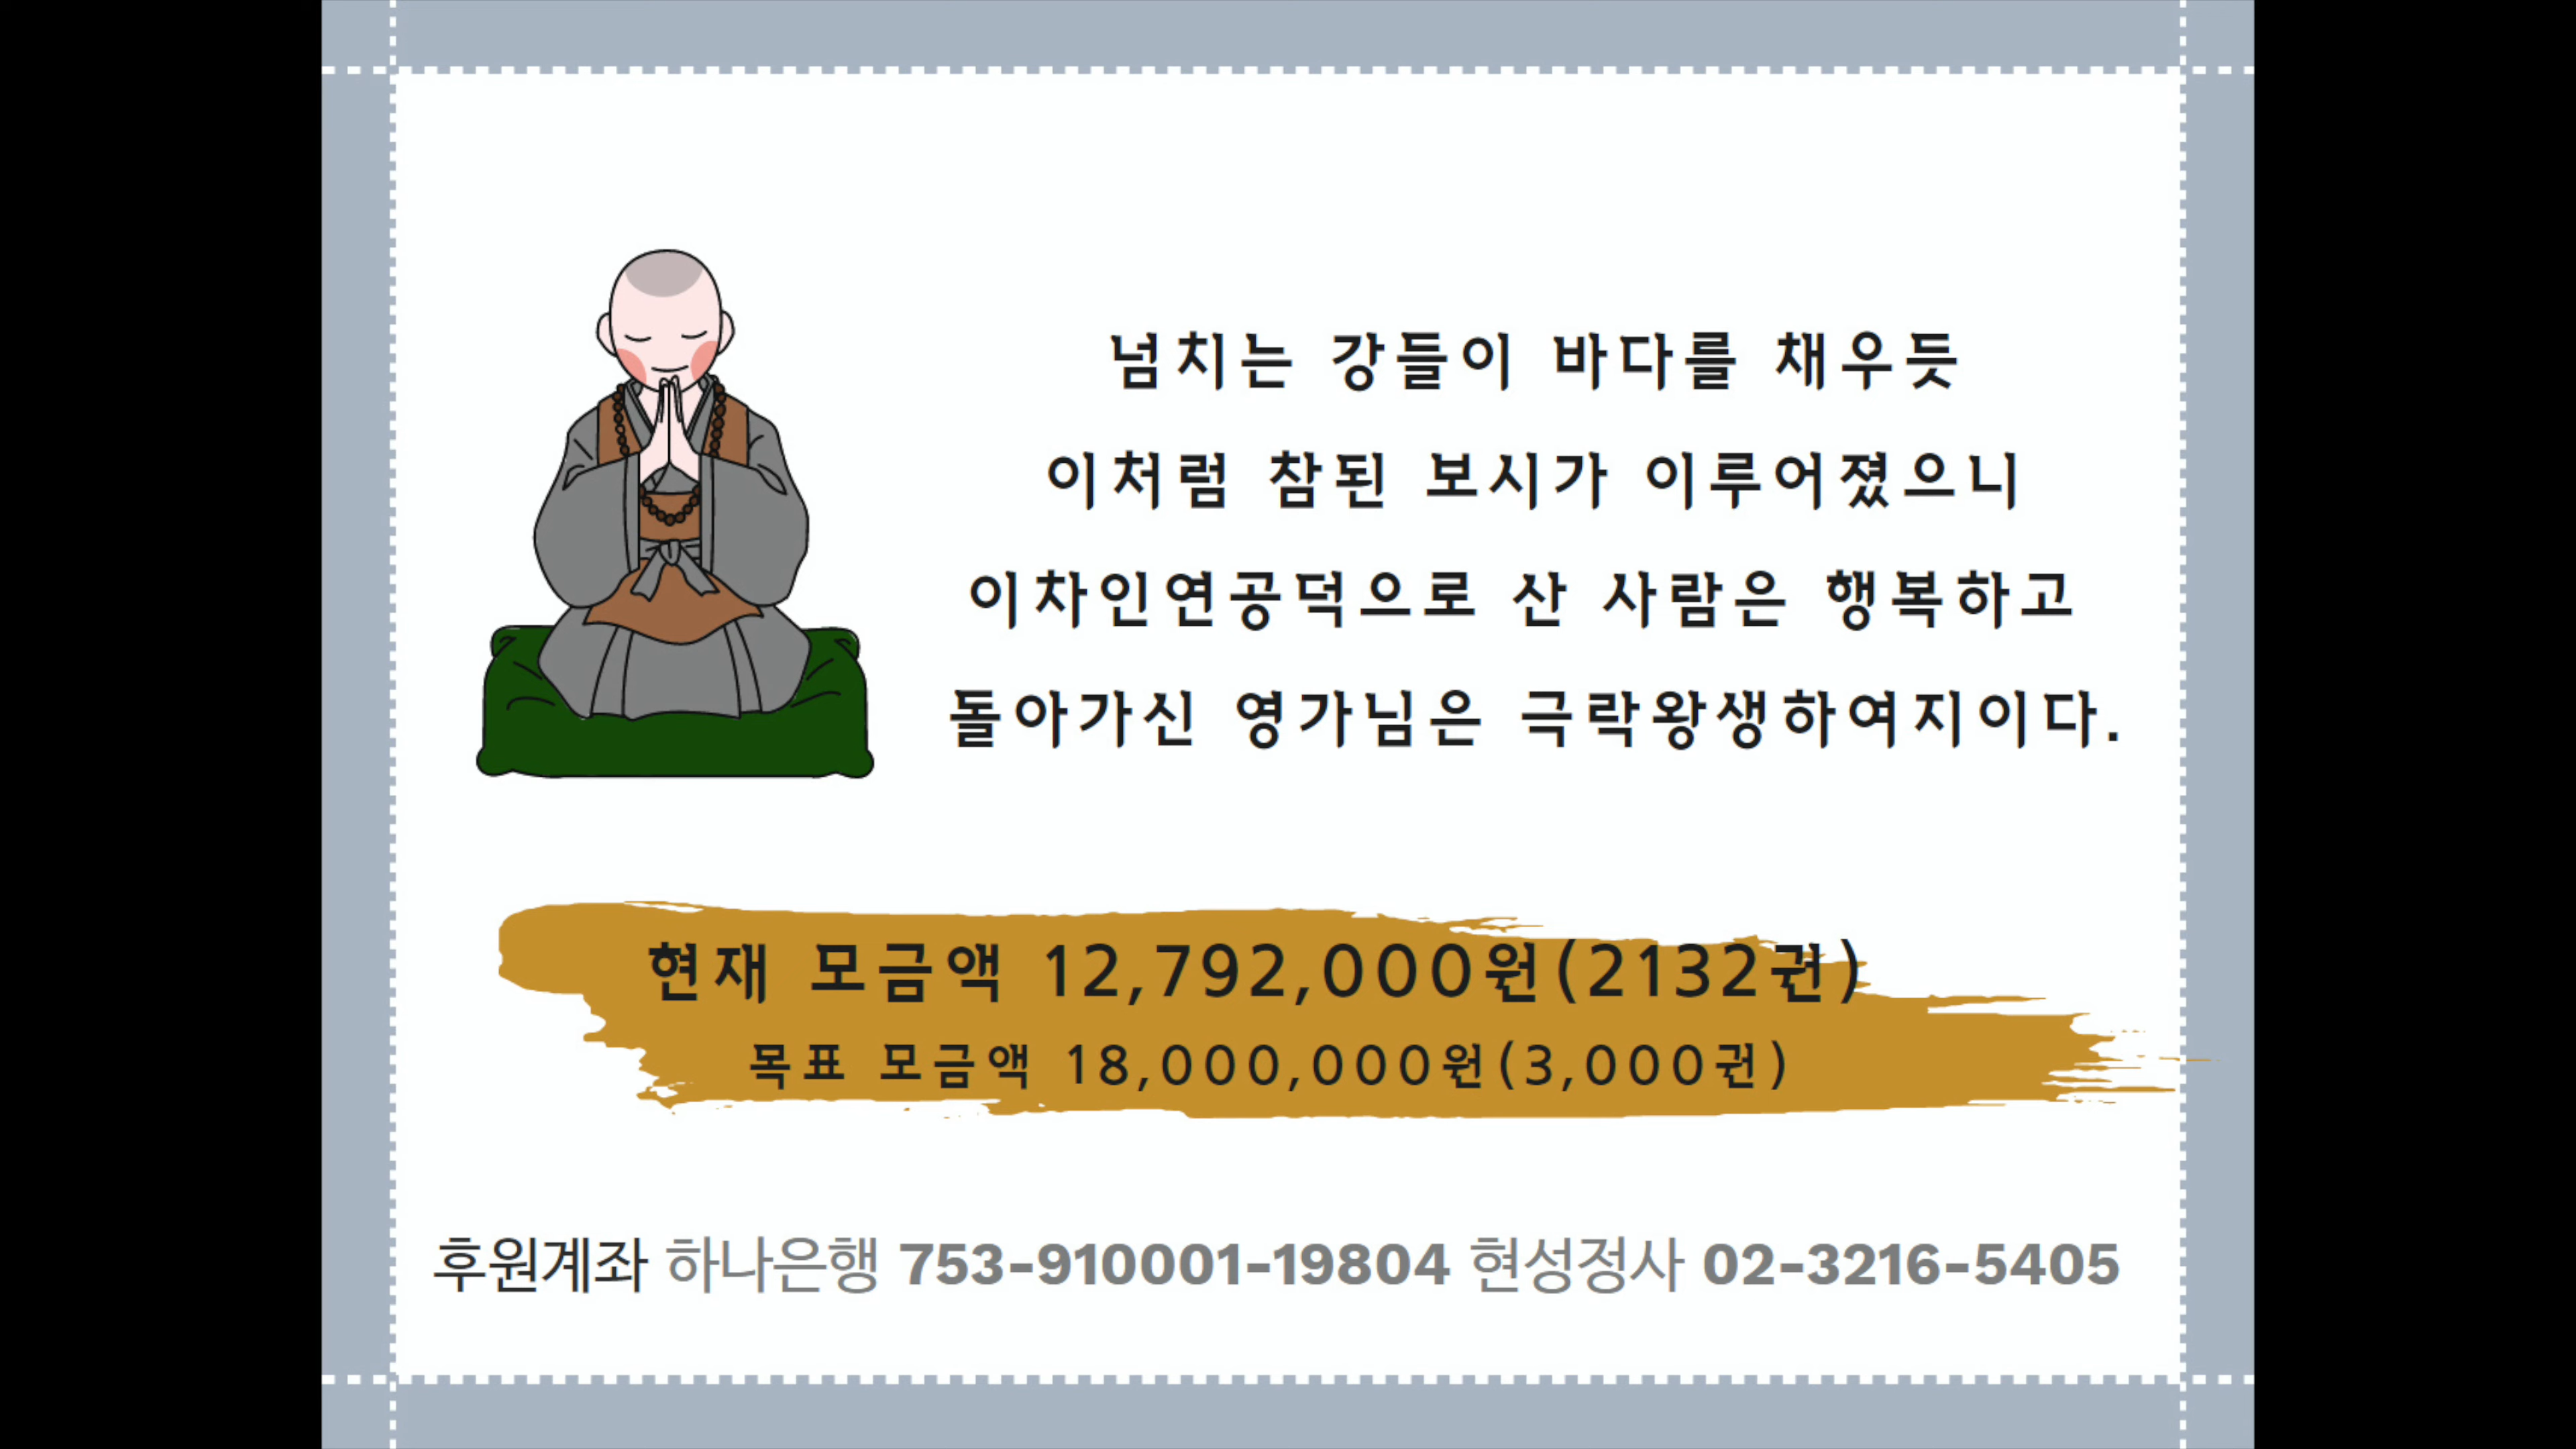 넘치는 강들이 바다를 채우듯
이처럼 참된 보시가 이루어졌으니
이차인연공덕으로 산 사람은 행복하고
돌아가신 영가님은 극락왕생하여지이다.
현재 모금액 12,792,000원(2132권)
목표 모금액 18,000,000원(3,000권)
후원계좌 하나은행 753-910001-19804 현성정사 02-3216-5405